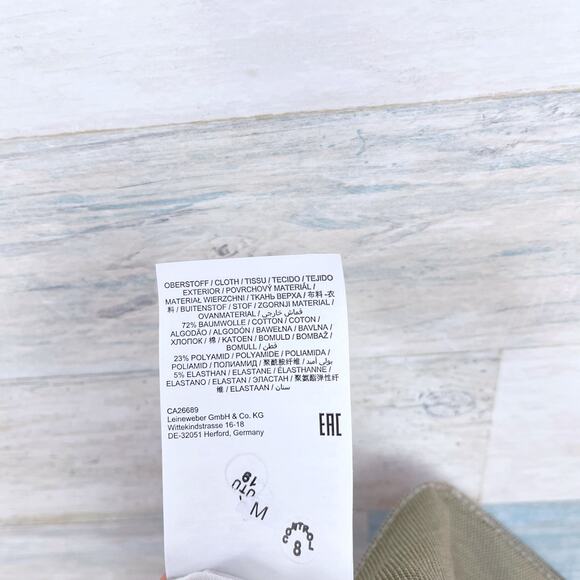 OBERSTOFF / CLOTH / TISSU / TECIDO / TEJIDO
EXTERIOR / POVRCHOVÝ MATERIÁL /
MATERIAŁ WIERZCHNI / ТКАНЬ ВЕРХА / 布料 -衣
料 / BUITENSTOF / STOF / ZGORNJI MATERIAL /
OVANMATERIAL / قماش خارجي
72% BAUMWOLLE / COTTON / COTON /
ALGODÃO / ALGODÓN / BAWEŁNA / BAVLNA /
ХЛОПОК / 棉 / KATOEN / BOMULD / BOMBAŽ /
BOMULL / قطن
23% POLYAMID / POLYAMIDE / POLIAMIDA /
POLIAMID / ПОЛИАМИД / 聚酰胺纤维 / بولي أميد
5% ELASTHAN / ELASTANE / ÉLASTHANNE /
ELASTANO / ELASTAN / ЭЛАСТАН / 聚氨酯弹性纤
维 / ELASTAAN /
CA26689
Leineweber GmbH & Co. KG
Wittekindstrasse 16-18
DE-32051 Herford, Germany
EAC
19
M
CONTROL
8